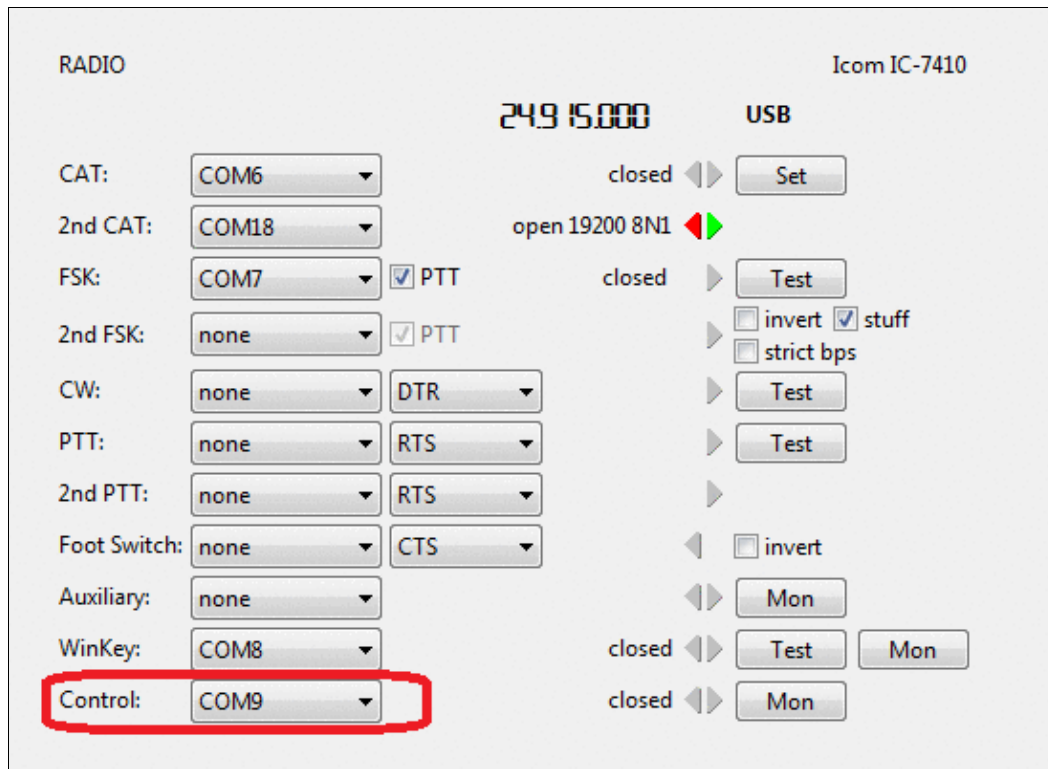 RADIO Icom IC-7410
24.915.000 USB
CAT: COM6 closed Set
2nd CAT: COM18 open 19200 8N1
FSK: COM7 PTT closed Test
2nd FSK: none PTT invert stuff
strict bps
CW: none DTR Test
PTT: none RTS Test
2nd PTT: none RTS
Foot Switch: none CTS invert
Auxiliary: none Mon
WinKey: COM8 closed Test Mon
Control: COM9 closed Mon